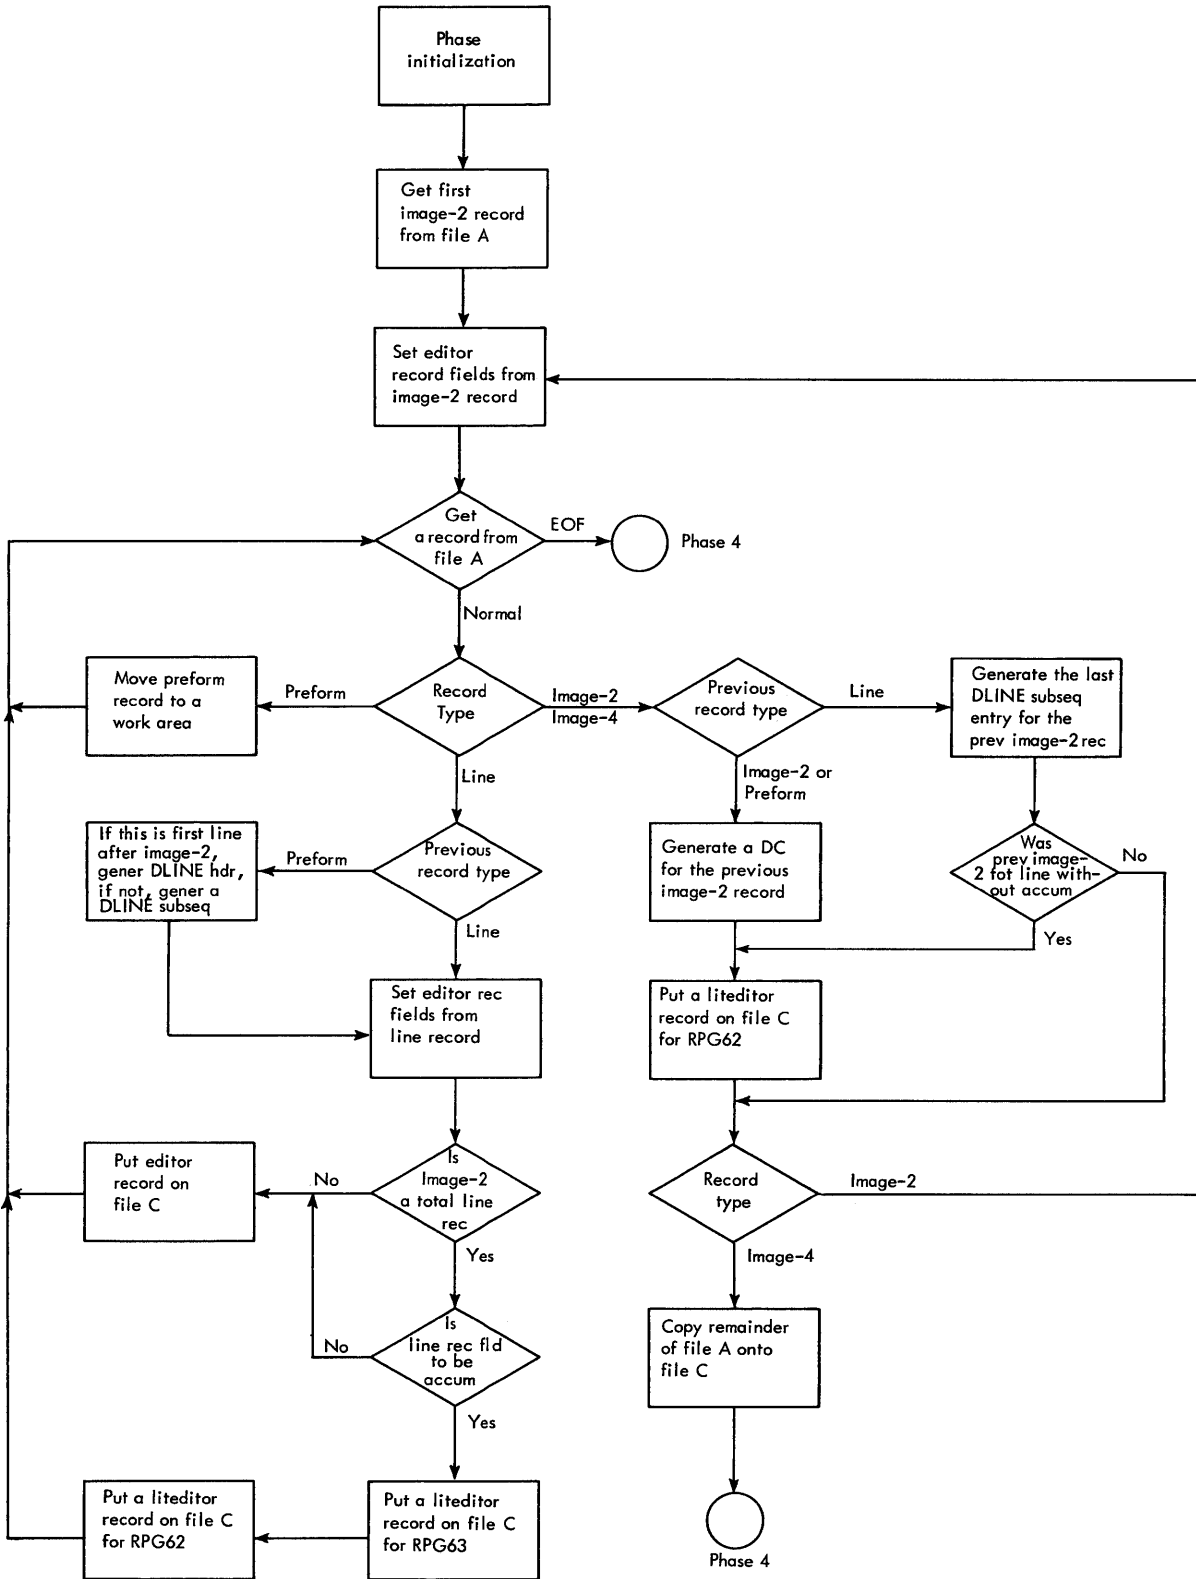 Phase
initialization
Get first
image-2 record
from file A
Set editor
record fields from
image-2 record
Get
a record from
file A
EOF
Phase 4
Normal
Move preform
record to a
work area
Preform
Record
Type
Image-2
Image-4
Previous
record type
Line
Generate the last
DLINE subseq
entry for the
prev image-2 rec
Line
Image-2 or
Preform
If this is first line
after image-2,
gener DLINE hdr,
if not, gener a
DLINE subseq
Preform
Previous
record type
Generate a DC
for the previous
image-2 record
Was
prev image-
2 fot line with-
out accum
No
Line
Yes
Set editor rec
fields from
line record
Put a liteditor
record on file C
for RPG62
Put editor
record on
file C
No
Is
Image-2
a total line
rec
Record
type
Image-2
Yes
Image-4
No
Is
line rec fld
to be
accum
Copy remainder
of file A onto
file C
Yes
Put a liteditor
record on file C
for RPG62
Put a liteditor
record on file C
for RPG63
Phase 4